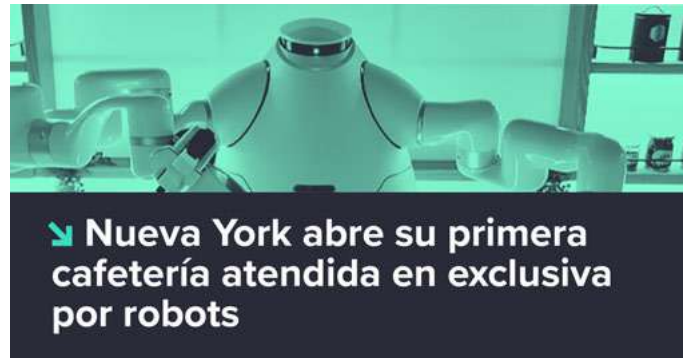 Nueva York abre su primera
cafetería atendida en exclusiva
por robots